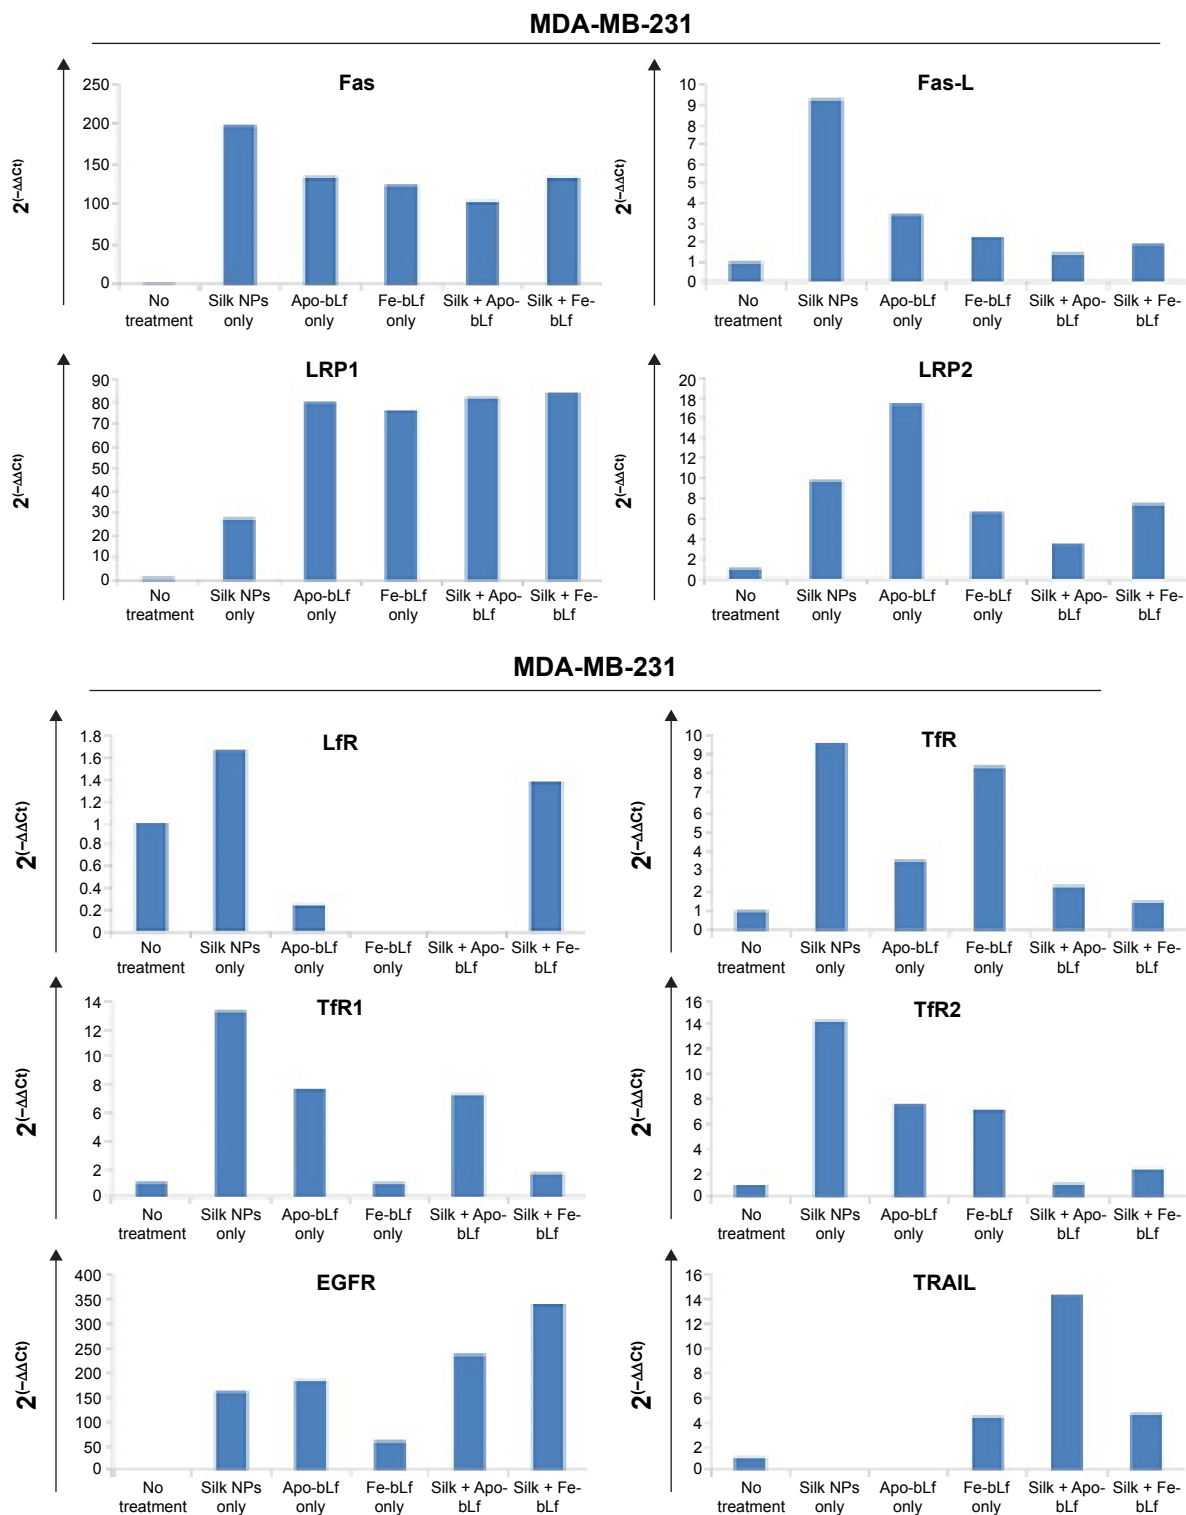 MDA-MB-231
Fas
2(–ΔΔCt)
250
200
150
100
50
0
No treatment
Silk NPs only
Apo-bLf only
Fe-bLf only
Silk + Apo-bLf
Silk + Fe-bLf
Fas-L
2(–ΔΔCt)
10
9
8
7
6
5
4
3
2
1
0
No treatment
Silk NPs only
Apo-bLf only
Fe-bLf only
Silk + Apo-bLf
Silk + Fe-bLf
LRP1
2(–ΔΔCt)
90
80
70
60
50
40
30
20
10
0
No treatment
Silk NPs only
Apo-bLf only
Fe-bLf only
Silk + Apo-bLf
Silk + Fe-bLf
LRP2
2(–ΔΔCt)
20
18
16
14
12
10
8
6
4
2
0
No treatment
Silk NPs only
Apo-bLf only
Fe-bLf only
Silk + Apo-bLf
Silk + Fe-bLf
MDA-MB-231
LfR
2(–ΔΔCt)
1.8
1.6
1.4
1.2
1
0.8
0.6
0.4
0.2
0
No treatment
Silk NPs only
Apo-bLf only
Fe-bLf only
Silk + Apo-bLf
Silk + Fe-bLf
TfR
2(–ΔΔCt)
10
9
8
7
6
5
4
3
2
1
0
No treatment
Silk NPs only
Apo-bLf only
Fe-bLf only
Silk + Apo-bLf
Silk + Fe-bLf
TfR1
2(–ΔΔCt)
14
12
10
8
6
4
2
0
No treatment
Silk NPs only
Apo-bLf only
Fe-bLf only
Silk + Apo-bLf
Silk + Fe-bLf
TfR2
2(–ΔΔCt)
16
14
12
10
8
6
4
2
0
No treatment
Silk NPs only
Apo-bLf only
Fe-bLf only
Silk + Apo-bLf
Silk + Fe-bLf
EGFR
2(–ΔΔCt)
400
350
300
250
200
150
100
50
0
No treatment
Silk NPs only
Apo-bLf only
Fe-bLf only
Silk + Apo-bLf
Silk + Fe-bLf
TRAIL
2(–ΔΔCt)
16
14
12
10
8
6
4
2
0
No treatment
Silk NPs only
Apo-bLf only
Fe-bLf only
Silk + Apo-bLf
Silk + Fe-bLf